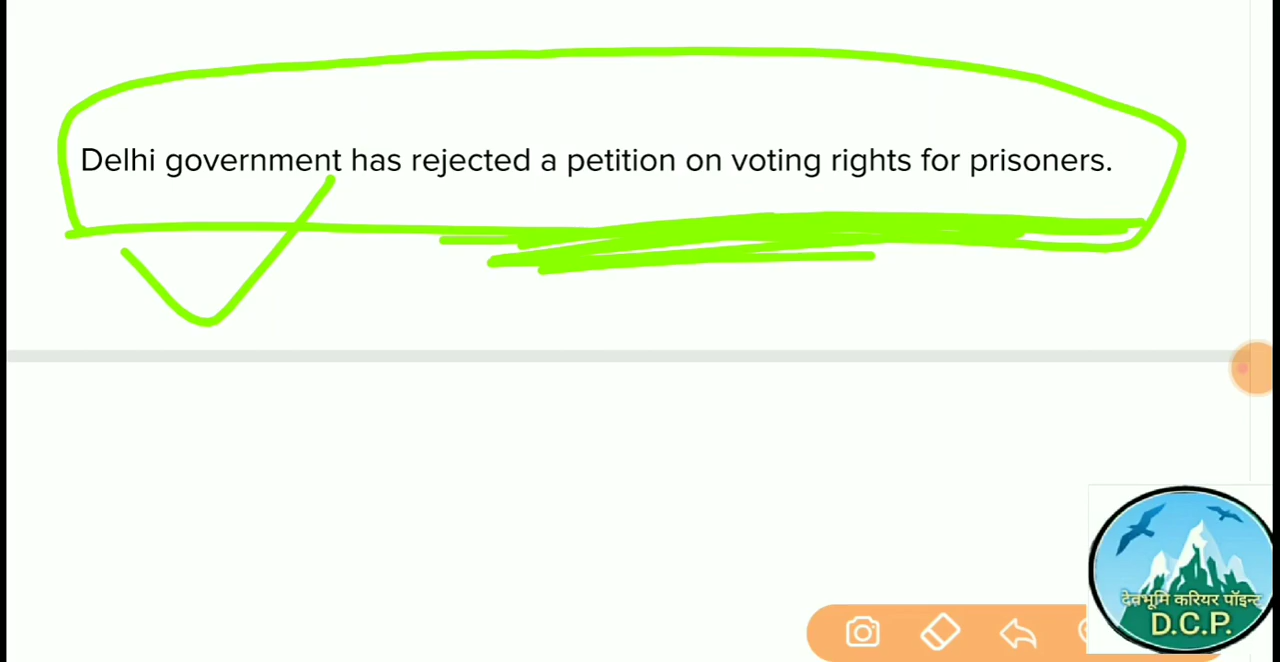 Delhi government has rejected a petition on voting rights for prisoners.
देवभूमि करियर पॉइन्ट
D.C.P.